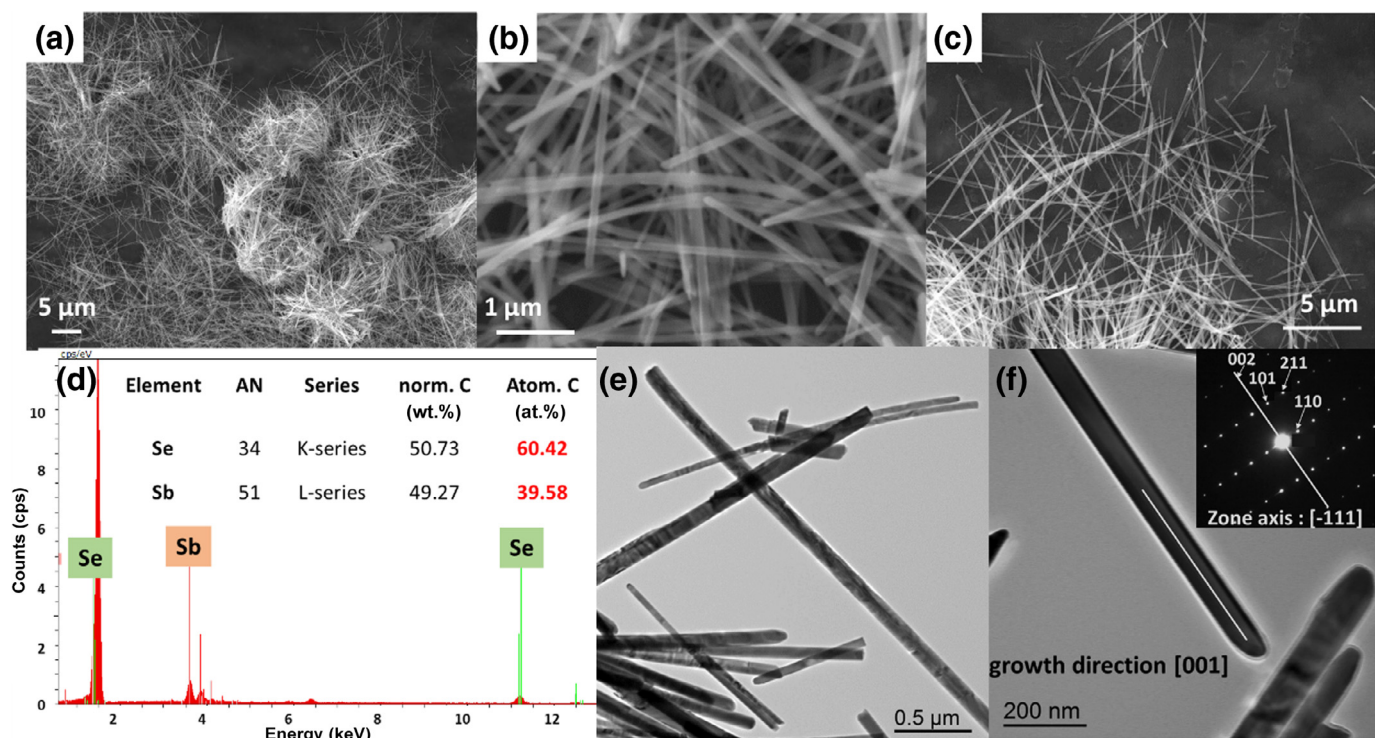 (a)
5 µm
(b)
1 µm
(c)
5 µm
(d)
cps/eV
Element AN Series norm. C Atom. C
(wt.%) (at.%)
Se 34 K-series 50.73 60.42
Sb 51 L-series 49.27 39.58
Se
Sb
Se
Counts (cps)
10
8
6
4
2
0
2 4 6 8 10 12
Energy (keV)
(e)
0.5 µm
(f)
002
101
211
110
Zone axis : [-111]
growth direction [001]
200 nm